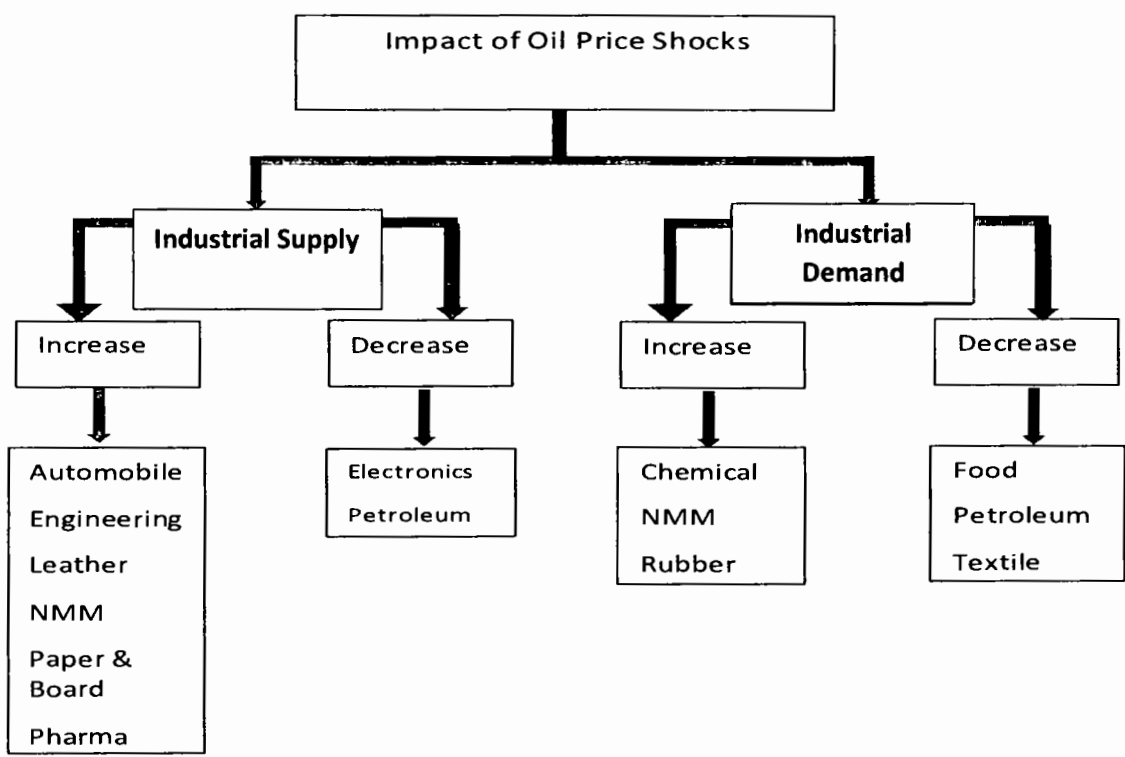 Impact of Oil Price Shocks
Industrial Supply
Industrial
Demand
Increase
Decrease
Increase
Decrease
Automobile
Engineering
Leather
NMM
Paper &
Board
Pharma
Electronics
Petroleum
Chemical
NMM
Rubber
Food
Petroleum
Textile